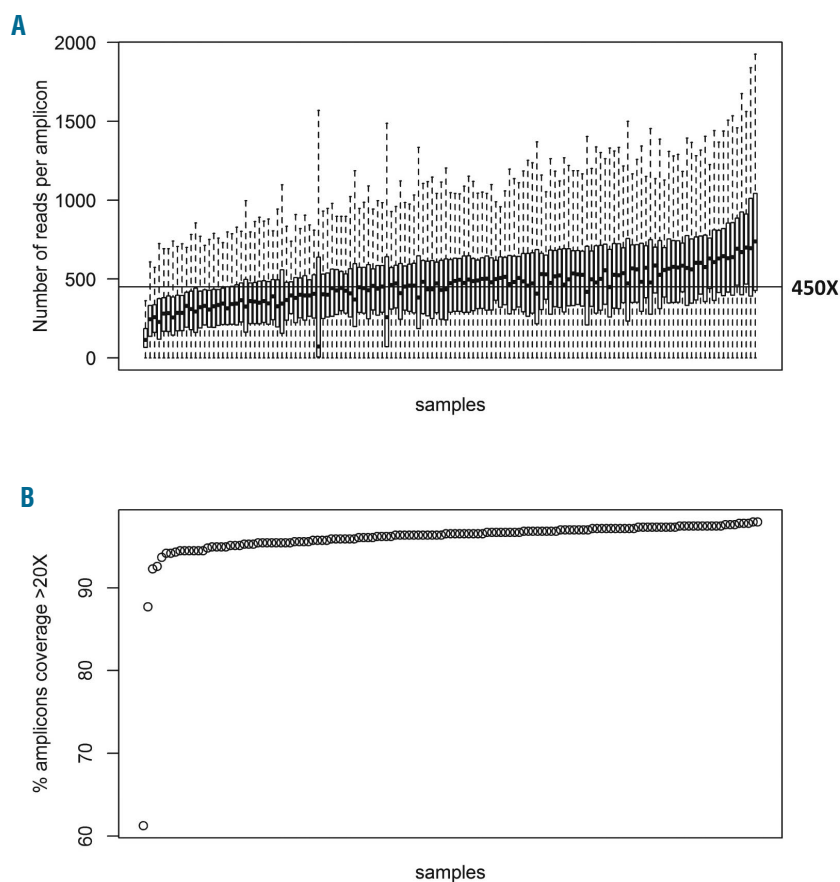 A
2000
1500
1000
500
0
Number of reads per amplicon
450X
samples
B
90
80
70
60
% amplicons coverage >20X
samples